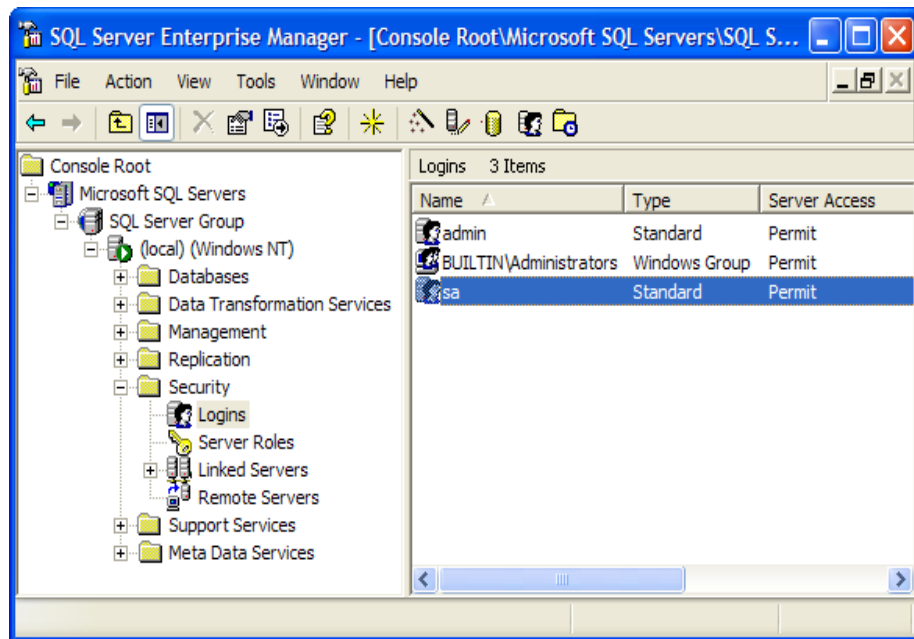 SQL Server Enterprise Manager - [Console Root\Microsoft SQL Servers\SQL S...
File Action View Tools Window Help
Console Root
Microsoft SQL Servers
SQL Server Group
(local) (Windows NT)
Databases
Data Transformation Services
Management
Replication
Security
Logins
Server Roles
Linked Servers
Remote Servers
Support Services
Meta Data Services
Logins 3 Items
Name Type Server Access
admin Standard Permit
BUILTIN\Administrators Windows Group Permit
sa Standard Permit